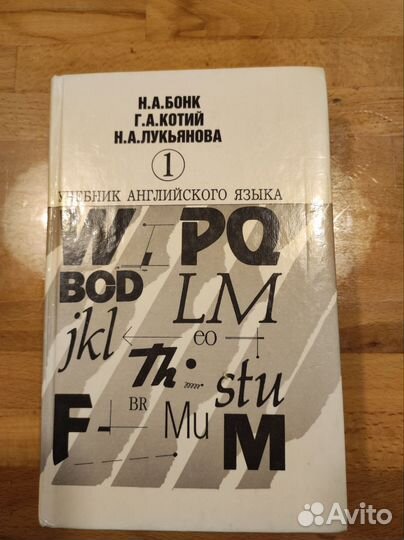 Н.А.БОНК
Г.А.КОТИЙ
Н.А.ЛУКЬЯНОВА
1
УЧЕБНИК АНГЛИЙСКОГО ЯЗЫКА
W I PQ
BOD
LM
jkl
eo
Th
stu
BR
Mu
F
M
Avito